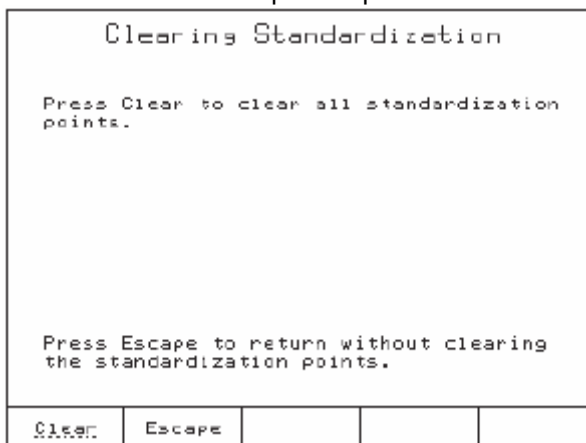 Clearing Standardization
Press Clear to clear all standardization
points.
Press Escape to return without clearing
the standardization points.
Clear Escape